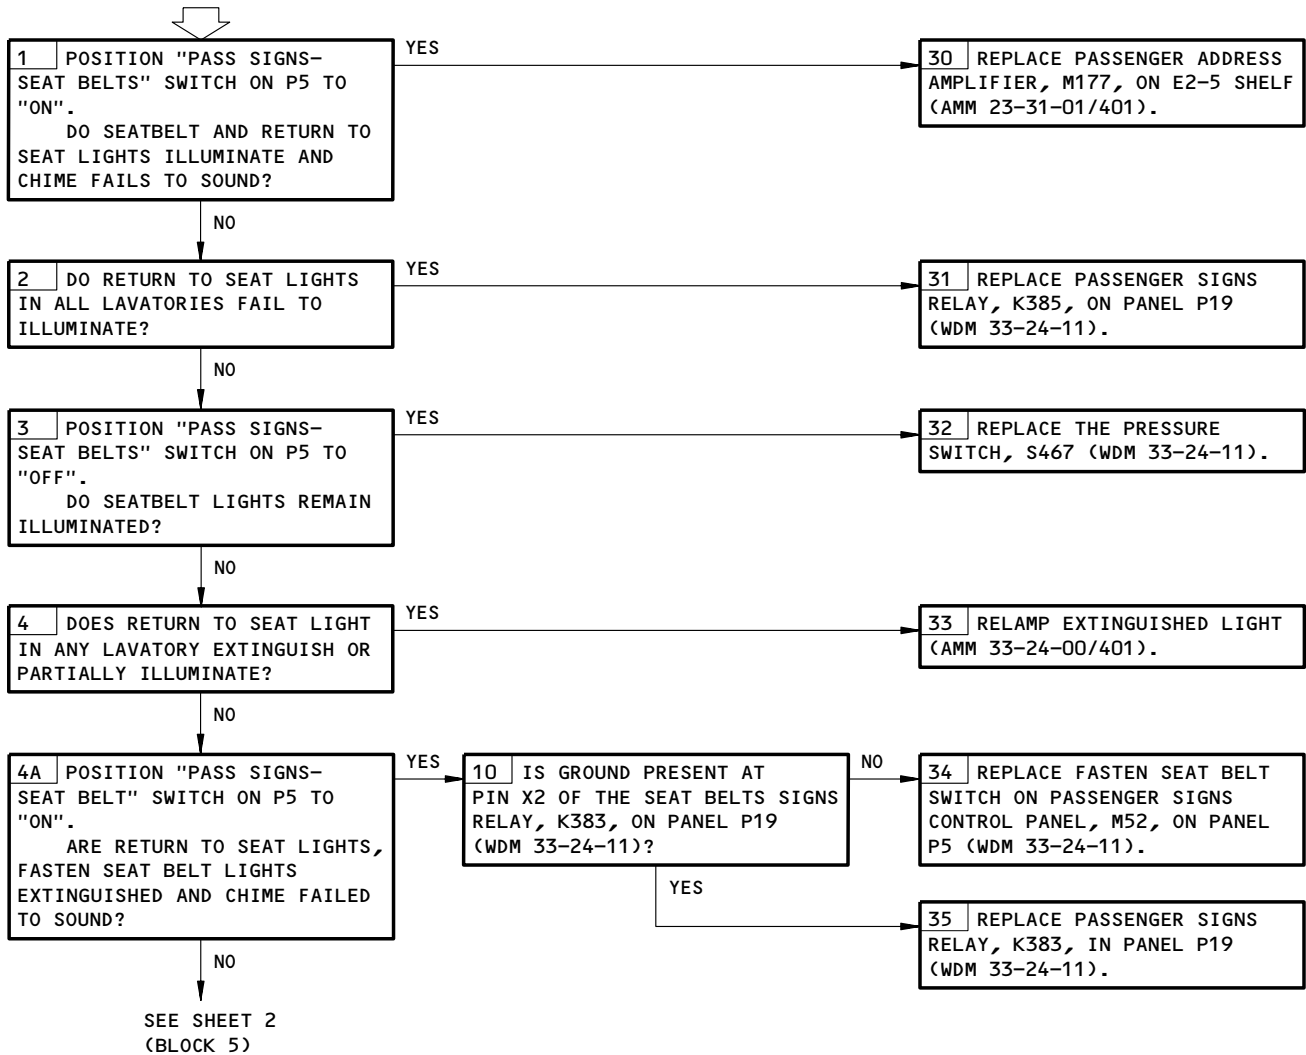 1 POSITION "PASS SIGNS-
SEAT BELTS" SWITCH ON P5 TO
"ON".
DO SEATBELT AND RETURN TO
SEAT LIGHTS ILLUMINATE AND
CHIME FAILS TO SOUND?
YES
30 REPLACE PASSENGER ADDRESS
AMPLIFIER, M177, ON E2-5 SHELF
(AMM 23-31-01/401).
NO
2 DO RETURN TO SEAT LIGHTS
IN ALL LAVATORIES FAIL TO
ILLUMINATE?
YES
31 REPLACE PASSENGER SIGNS
RELAY, K385, ON PANEL P19
(WDM 33-24-11).
NO
3 POSITION "PASS SIGNS-
SEAT BELTS" SWITCH ON P5 TO
"OFF".
DO SEATBELT LIGHTS REMAIN
ILLUMINATED?
YES
32 REPLACE THE PRESSURE
SWITCH, S467 (WDM 33-24-11).
NO
4 DOES RETURN TO SEAT LIGHT
IN ANY LAVATORY EXTINGUISH OR
PARTIALLY ILLUMINATE?
YES
33 RELAMP EXTINGUISHED LIGHT
(AMM 33-24-00/401).
NO
4A POSITION "PASS SIGNS-
SEAT BELT" SWITCH ON P5 TO
"ON".
ARE RETURN TO SEAT LIGHTS,
FASTEN SEAT BELT LIGHTS
EXTINGUISHED AND CHIME FAILED
TO SOUND?
YES
10 IS GROUND PRESENT AT
PIN X2 OF THE SEAT BELTS SIGNS
RELAY, K383, ON PANEL P19
(WDM 33-24-11)?
NO
34 REPLACE FASTEN SEAT BELT
SWITCH ON PASSENGER SIGNS
CONTROL PANEL, M52, ON PANEL
P5 (WDM 33-24-11).
YES
35 REPLACE PASSENGER SIGNS
RELAY, K383, IN PANEL P19
(WDM 33-24-11).
NO
SEE SHEET 2
(BLOCK 5)